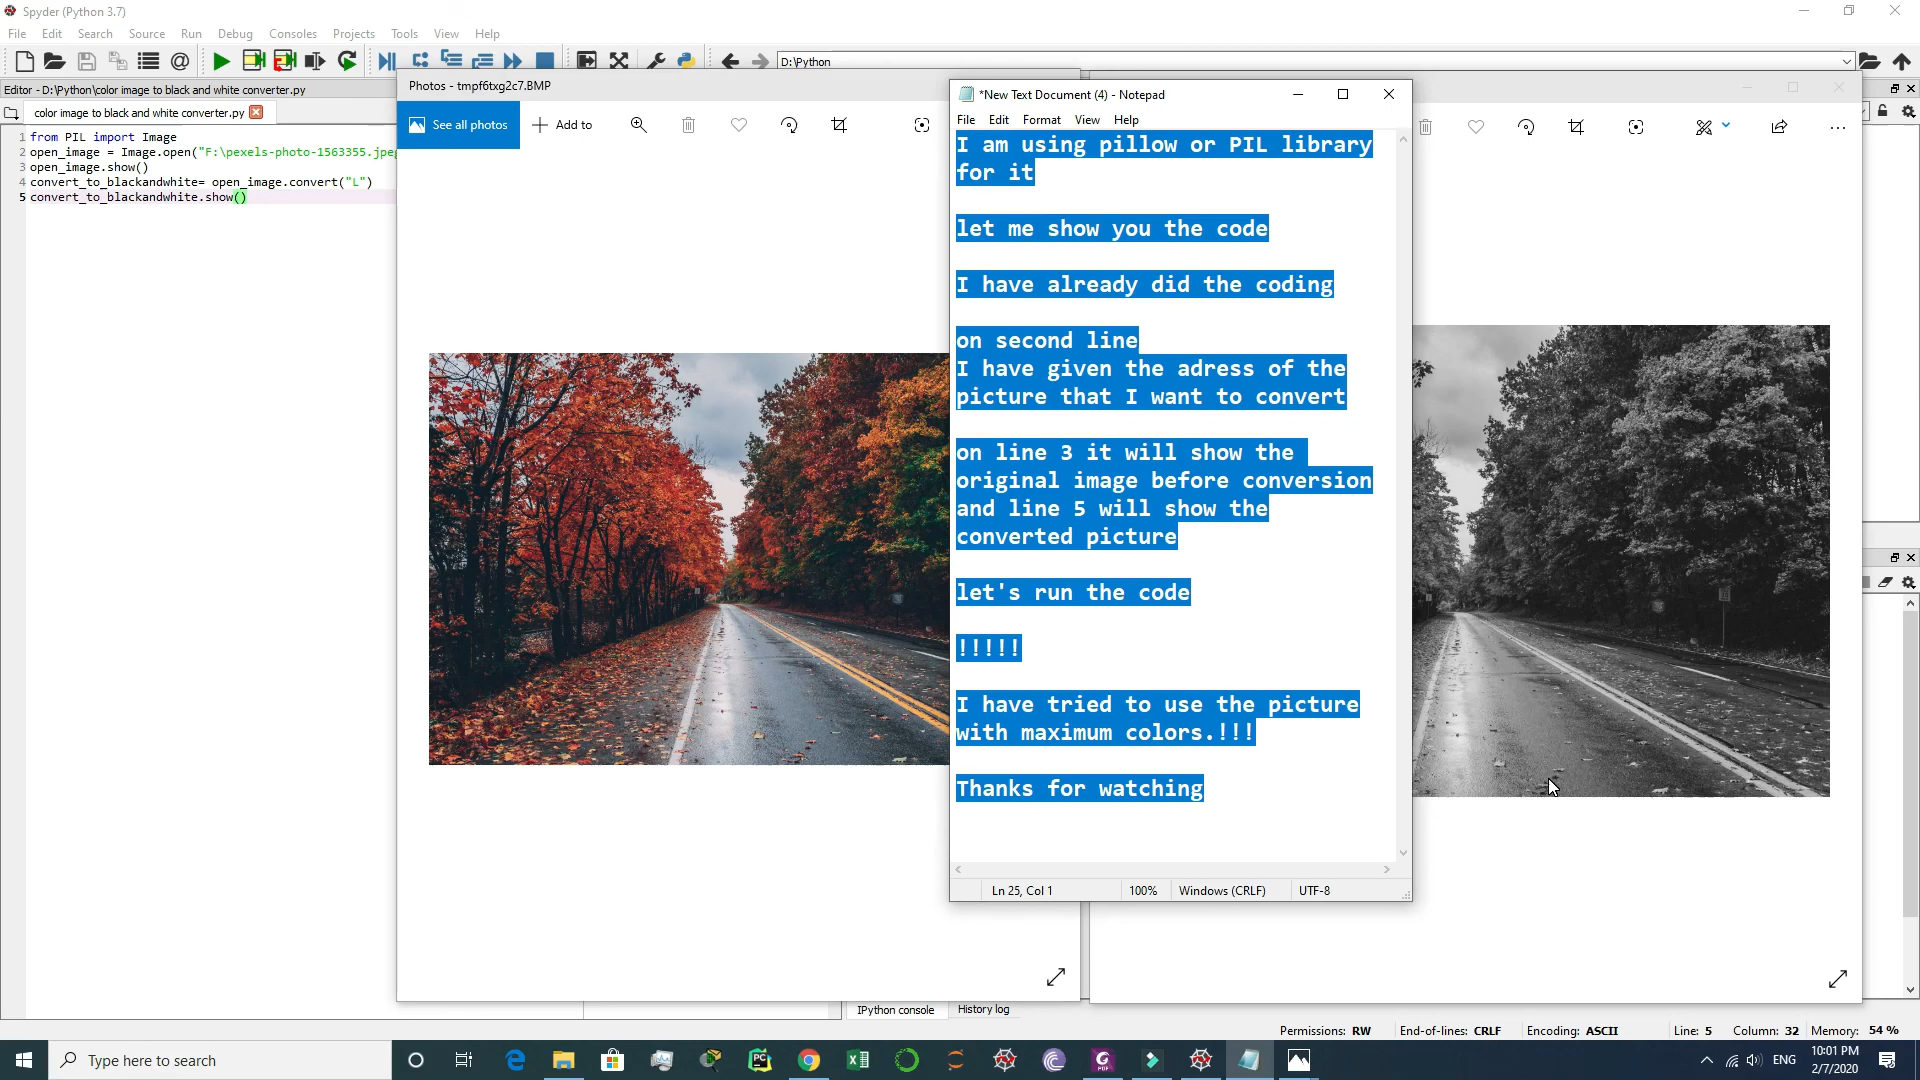 Spyder (Python 3.7)
File Edit Search Source Run Debug Consoles Projects Tools View Help
D:\Python
Editor - D:\Python\color image to black and white converter.py
color image to black and white converter.py
1 from PIL import Image
2 open_image = Image.open("F:\pexels-photo-1563355.jpeg
3 open_image.show()
4 convert_to_blackandwhite= open_image.convert("L")
5 convert_to_blackandwhite.show()
Photos - tmpf6txg2c7.BMP
See all photos
Add to
*New Text Document (4) - Notepad
File Edit Format View Help
I am using pillow or PIL library
for it
let me show you the code
I have already did the coding
on second line
I have given the adress of the
picture that I want to convert
on line 3 it will show the
original image before conversion
and line 5 will show the
converted picture
let's run the code
!!!!!
I have tried to use the picture
with maximum colors.!!!
Thanks for watching
Ln 25, Col 1
100%
Windows (CRLF)
UTF-8
IPython console
History log
Permissions: RW End-of-lines: CRLF Encoding: ASCII Line: 5 Column: 32 Memory: 54 %
Type here to search
ENG
10:01 PM
2/7/2020